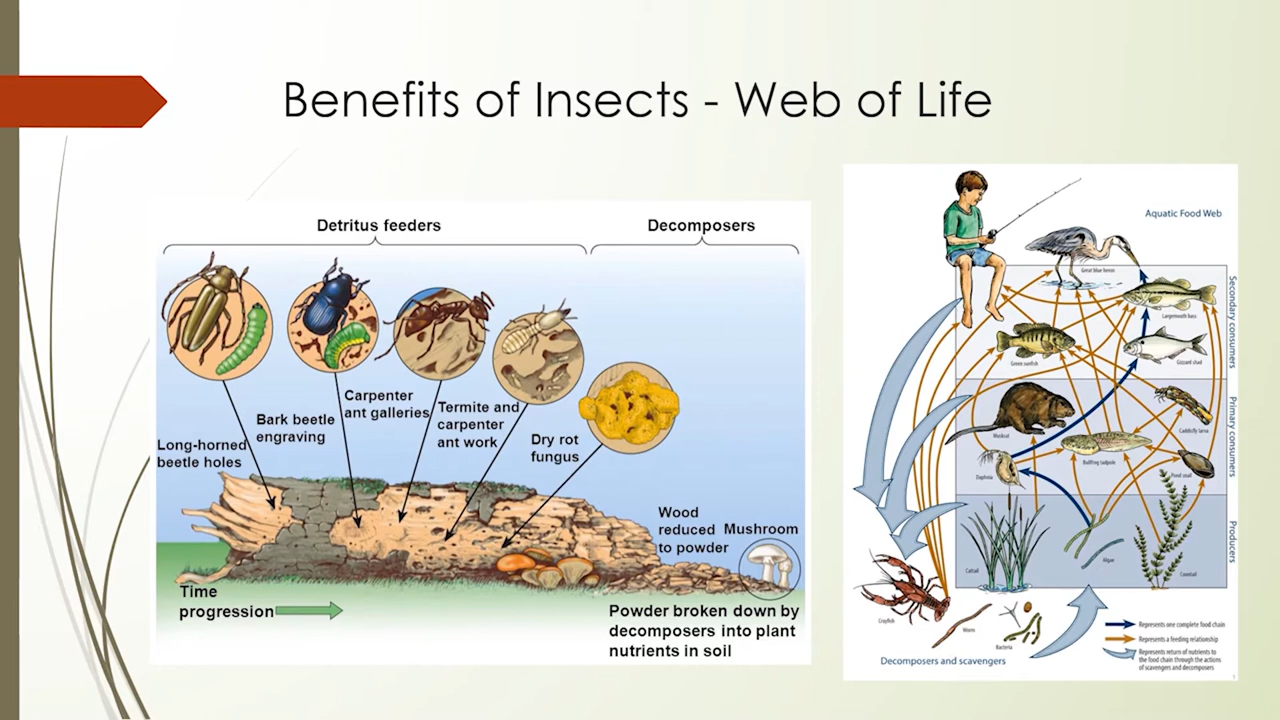 Benefits of Insects - Web of Life
Detritus feeders
Decomposers
Long-horned
beetle holes
Bark beetle
engraving
Carpenter
ant galleries
Termite and
carpenter
ant work
Dry rot
fungus
Wood
reduced
to powder
Mushroom
Time
progression
Powder broken down by
decomposers into plant
nutrients in soil
Aquatic Food Web
Great blue heron
Largemouth bass
Green sunfish
Gizzard shad
Secondary consumers
Muskrat
Caddisfly larva
Bullfrog tadpole
Daphnia
Pond snail
Primary consumers
Cattail
Algae
Coontail
Producers
Crayfish
Worm
Bacteria
Decomposers and scavengers
Represents one complete food chain
Represents a feeding relationship
Represents return of nutrients to
the food chain through the actions
of scavengers and decomposers